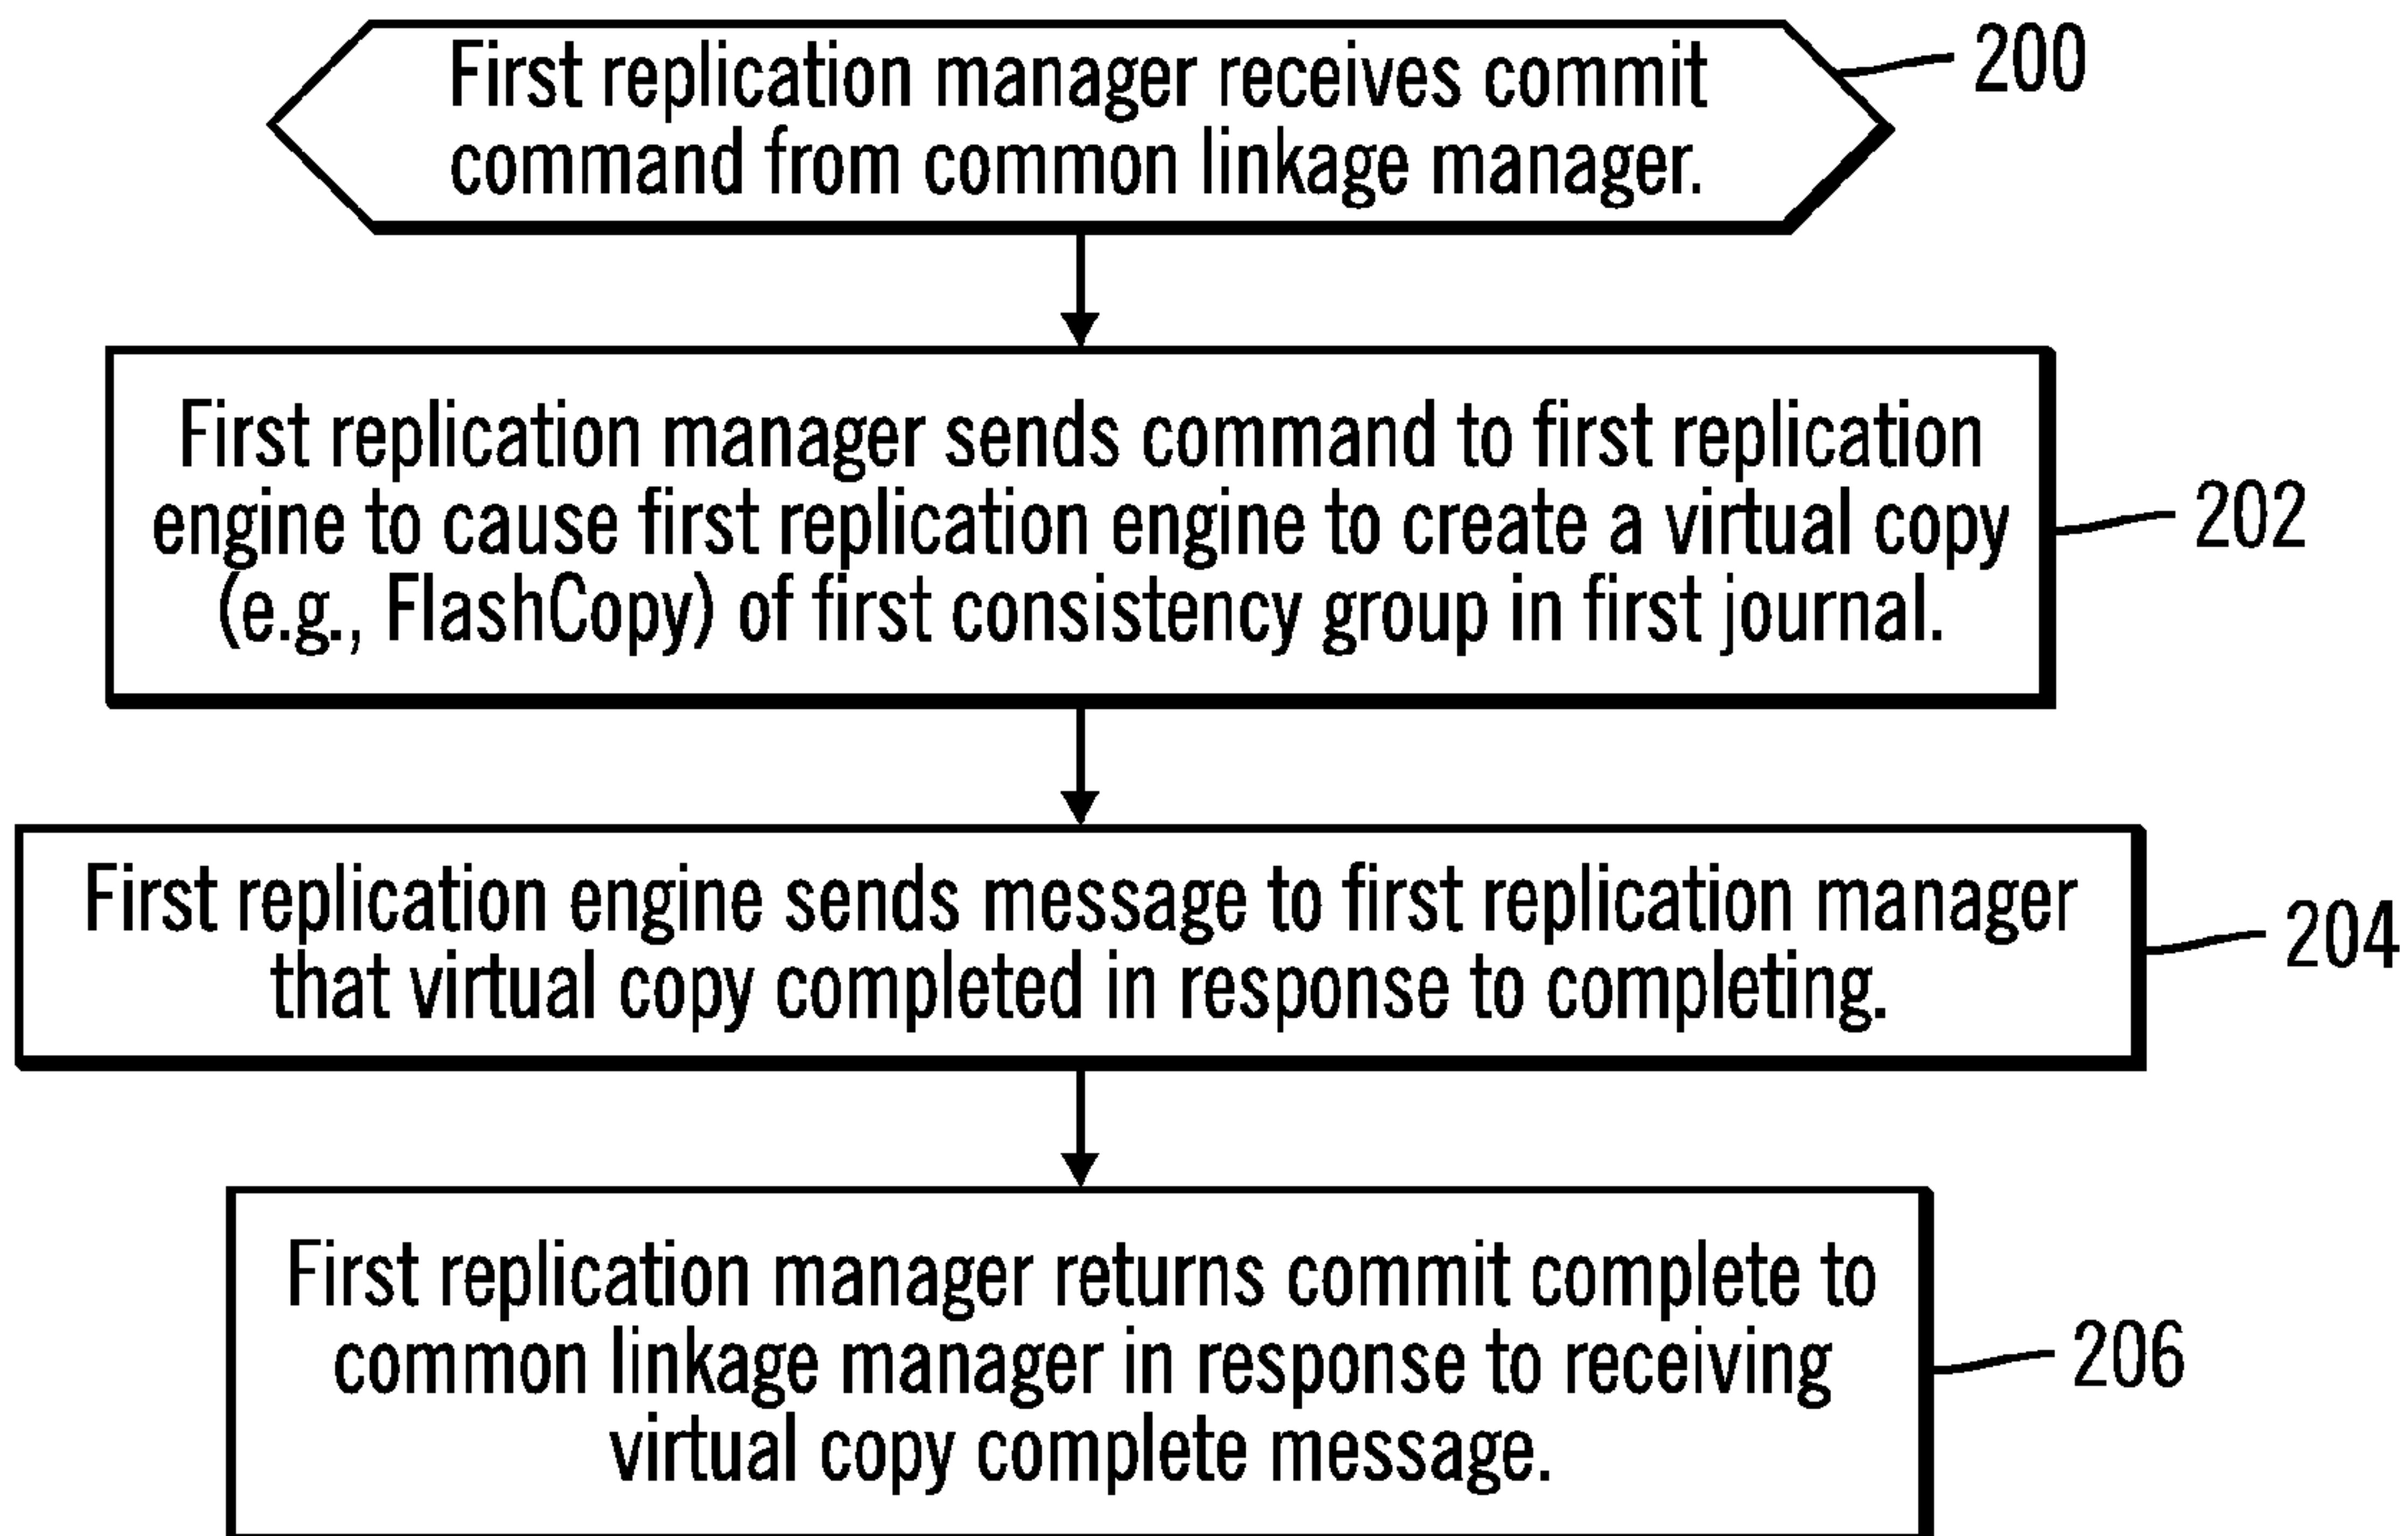 First replication manager receives commit
command from common linkage manager.
200
First replication manager sends command to first replication
engine to cause first replication engine to create a virtual copy
(e.g., FlashCopy) of first consistency group in first journal.
202
First replication engine sends message to first replication manager
that virtual copy completed in response to completing.
204
First replication manager returns commit complete to
common linkage manager in response to receiving
virtual copy complete message.
206